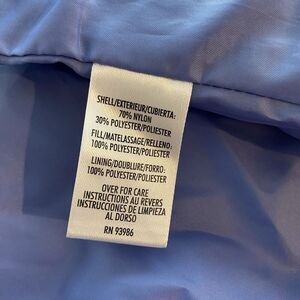 SHELL/EXTERIEUR/CUBIERTA:
70% NYLON
30% POLYESTER/POLIESTER
FILL/MATELASSAGE/RELLENO:
100% POLYESTER/POLIESTER
LINING/DOUBLURE/FORRO:
100% POLYESTER/POLIESTER
OVER FOR CARE
INSTRUCTIONS AU REVERS
INSTRUCCIONES DE LIMPIEZA
AL DORSO
RN 93986